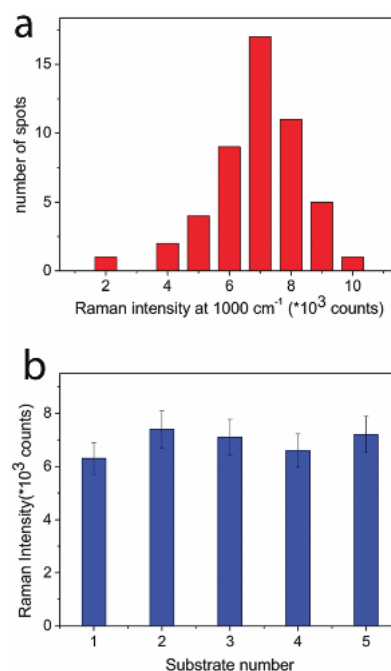 a
number of spots
15
10
5
0
2 4 6 8 10
Raman intensity at 1000 cm⁻¹ (*10³ counts)
b
Raman Intensity(*10³ counts)
8
6
4
2
0
1 2 3 4 5
Substrate number